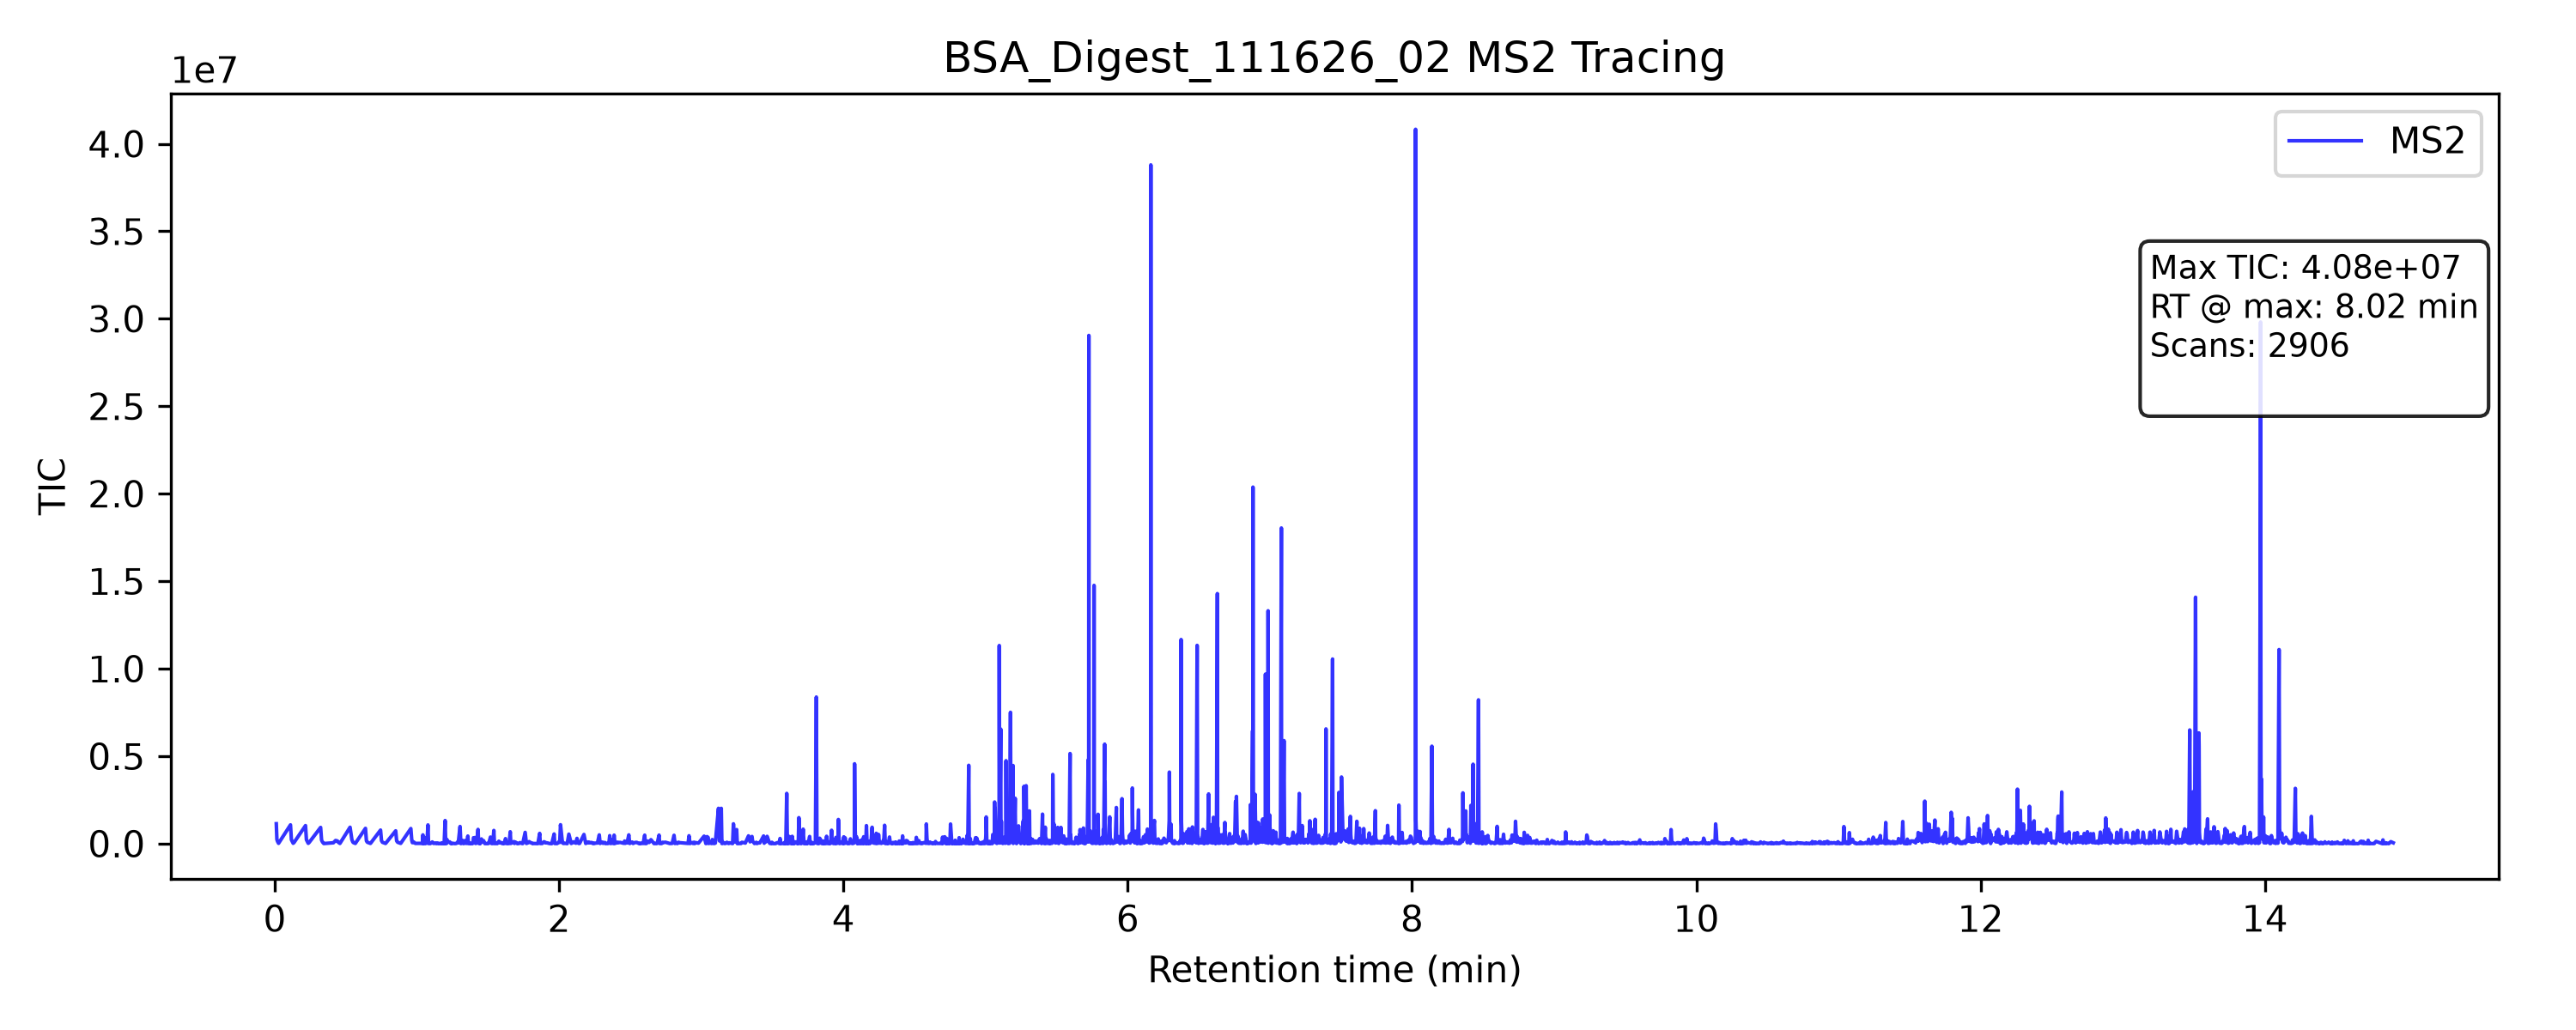 BSA_Digest_111626_02 MS2 Tracing
1e7
MS2
4.0
3.5
3.0
2.5
2.0
1.5
1.0
0.5
0.0
TIC
Max TIC: 4.08e+07
RT @ max: 8.02 min
Scans: 2906
0 2 4 6 8 10 12 14
Retention time (min)